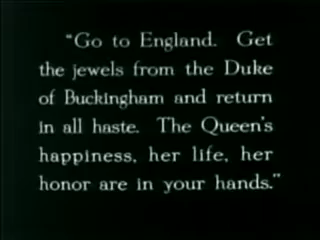 "Go to England. Get
the jewels from the Duke
of Buckingham and return
in all haste. The Queen's
happiness, her life, her
honor are in your hands."